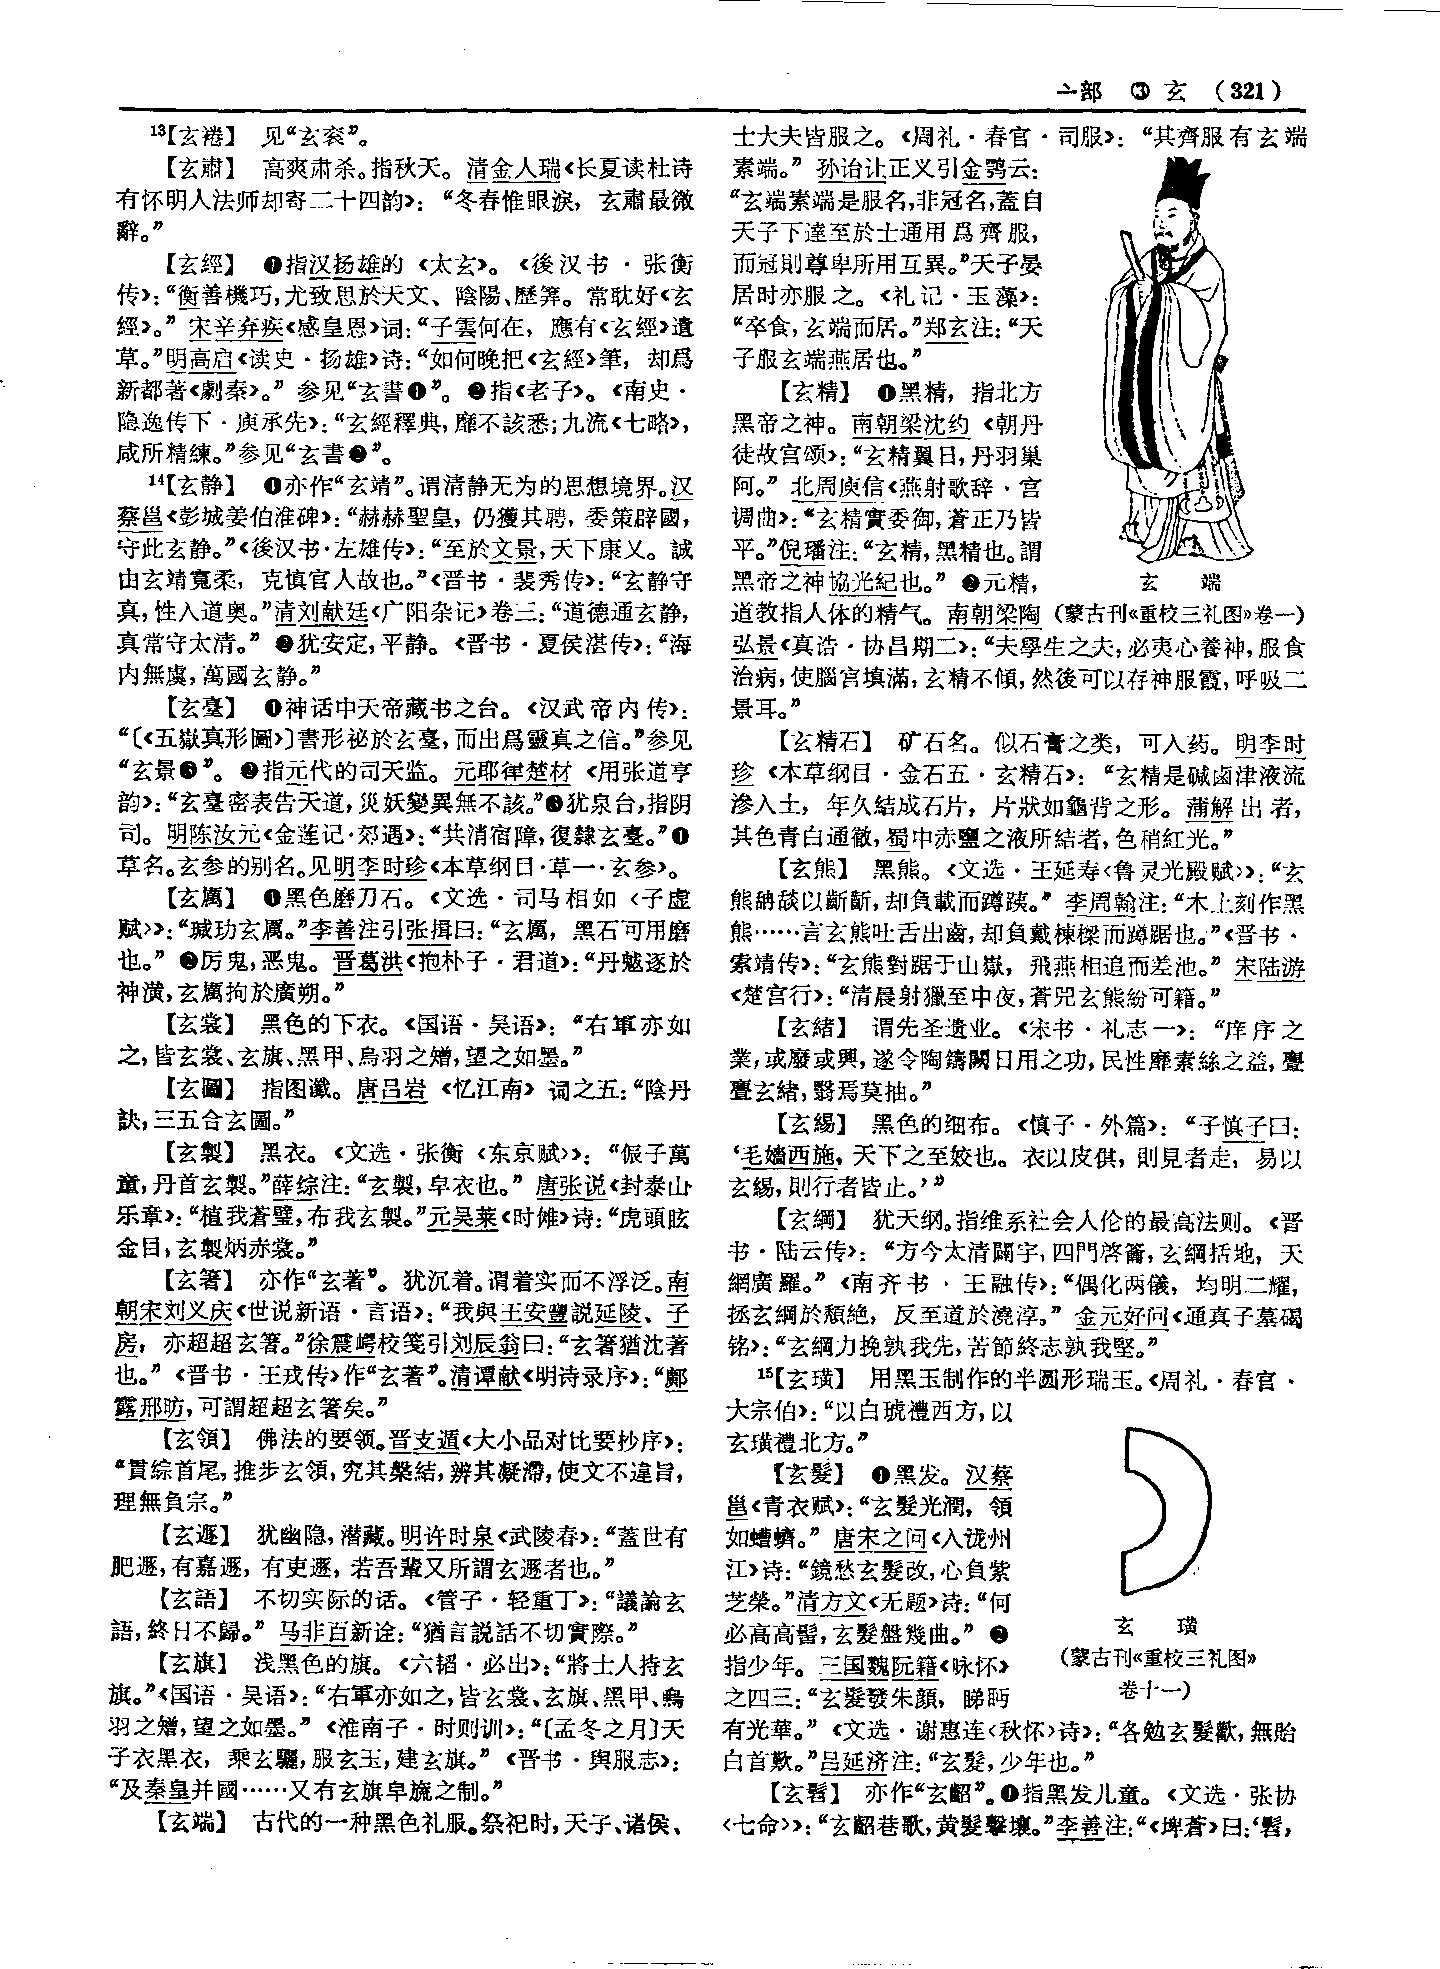 亠部 ❸ 玄 （321）
¹³【玄裷】 见“玄衮”。
【玄肅】 高爽肃杀。指秋天。清金人瑞《长夏读杜诗
有怀明人法师却寄二十四韵》：“冬春惟眼淚，玄肅最微
辭。”
【玄經】 ❶指汉扬雄的《太玄》。《後汉书·张衡
传》：“衡善機巧，尤致思於天文、陰陽、歷筭。常耽好《玄
經》。”宋辛弃疾《感皇恩》词：“子雲何在，應有《玄經》遺
草。”明高启《读史·扬雄》诗：“如何晚把《玄經》筆，却爲
新都著《劇秦》。”参见“玄書❶”。❷指《老子》。《南史·
隐逸传下·庾承先》：“玄經釋典，靡不該悉；九流《七略》，
咸所精練。”参见“玄書❷”。
¹⁴【玄静】 ❶亦作“玄靖”。谓清静无为的思想境界。汉
蔡邕《彭城姜伯淮碑》：“赫赫聖皇，仍獲其聘，委策辟國，
守此玄静。”《後汉书·左雄传》：“至於文景，天下康乂。誠
由玄靖寬柔，克慎官人故也。”《晋书·裴秀传》：“玄静守
真，性入道奥。”清刘献廷《广阳杂记》卷三：“道德通玄静，
真常守太清。”❷犹安定，平静。《晋书·夏侯湛传》：“海
内無虞，萬國玄静。”
【玄臺】 ❶神话中天帝藏书之台。《汉武帝内传》：
“〔《五嶽真形圖》〕書形祕於玄臺，而出爲靈真之信。”参见
“玄景❸”。❷指元代的司天监。元耶律楚材《用张道亨
韵》：“玄臺密表告天道，災妖變異無不該。”❸犹泉台，指阴
司。明陈汝元《金莲记·郊遇》：“共消宿障，復隸玄臺。”❹
草名。玄参的别名。见明李时珍《本草纲目·草一·玄参》。
【玄厲】 ❶黑色磨刀石。《文选·司马相如〈子虚
赋〉》：“瑊玏玄厲。”李善注引张揖曰：“玄厲，黑石可用磨
也。”❷厉鬼，恶鬼。晋葛洪《抱朴子·君道》：“丹魃逐於
神潢，玄厲拘於廣朔。”
【玄裳】 黑色的下衣。《国语·吴语》：“右軍亦如
之，皆玄裳、玄旗、黑甲、烏羽之矰，望之如墨。”
【玄圖】 指图谶。唐吕岩《忆江南》词之五：“陰丹
訣，三五合玄圖。”
【玄製】 黑衣。《文选·张衡〈东京赋〉》：“侲子萬
童，丹首玄製。”薛综注：“玄製，皁衣也。”唐张说《封泰山
乐章》：“植我蒼璧，布我玄製。”元吴莱《时傩》诗：“虎頭眩
金目，玄製炳赤裳。”
【玄箸】 亦作“玄著”。犹沉着。谓着实而不浮泛。南
朝宋刘义庆《世说新语·言语》：“我與王安豐説延陵、子
房，亦超超玄箸。”徐震堮校笺引刘辰翁曰：“玄箸猶沈著
也。”《晋书·王戎传》作“玄著”。清谭献《明诗录序》：“鄺
露邢昉，可謂超超玄箸矣。”
【玄領】 佛法的要领。晋支遁《大小品对比要抄序》：
“貫綜首尾，推步玄領，究其槃結，辨其凝滯，使文不違旨，
理無負宗。”
【玄遯】 犹幽隐，潜藏。明许时泉《武陵春》：“蓋世有
肥遯，有嘉遯，有吏遯，若吾輩又所謂玄遯者也。”
【玄語】 不切实际的话。《管子·轻重丁》：“議論玄
語，終日不歸。”马非百新诠：“猶言説話不切實際。”
【玄旗】 浅黑色的旗。《六韬·必出》：“將士人持玄
旗。”《国语·吴语》：“右軍亦如之，皆玄裳、玄旗、黑甲、烏
羽之矰，望之如墨。”《淮南子·时则训》：“〔孟冬之月〕天
子衣黑衣，乘玄驪，服玄玉，建玄旗。”《晋书·舆服志》：
“及秦皇并國……又有玄旗皁旒之制。”
【玄端】 古代的一种黑色礼服。祭祀时，天子、诸侯、
士大夫皆服之。《周礼·春官·司服》：“其齊服有玄端
素端。”孙诒让正义引金鹗云：
“玄端素端是服名，非冠名，蓋自
天子下達至於士通用爲齊服，
而冠則尊卑所用互異。”天子晏
居时亦服之。《礼记·玉藻》：
“卒食，玄端而居。”郑玄注：“天
子服玄端燕居也。”
【玄精】 ❶黑精，指北方
黑帝之神。南朝梁沈约《朝丹
徒故宫颂》：“玄精翼日，丹羽巢
阿。”北周庾信《燕射歌辞·宫
调曲》：“玄精實委御，蒼正乃皆
平。”倪璠注：“玄精，黑精也。謂
黑帝之神協光紀也。”❷元精，
道教指人体的精气。南朝梁陶
弘景《真诰·协昌期二》：“夫學生之夫，必夷心養神，服食
治病，使腦宫填滿，玄精不傾，然後可以存神服霞，呼吸二
景耳。”
玄 端
（蒙古刊《重校三礼图》卷一）
【玄精石】 矿石名。似石膏之类，可入药。明李时
珍《本草纲目·金石五·玄精石》：“玄精是碱鹵津液流
滲入土，年久結成石片，片狀如龜背之形。蒲解出者，
其色青白通徹，蜀中赤鹽之液所結者，色稍紅光。”
【玄熊】 黑熊。《文选·王延寿〈鲁灵光殿赋〉》：“玄
熊舑舕以齗齗，却負載而蹲跠。”李周翰注：“木上刻作黑
熊……言玄熊吐舌出齒，却負戴棟樑而蹲踞也。”《晋书·
索靖传》：“玄熊對踞于山嶽，飛燕相追而差池。”宋陆游
《楚宫行》：“清晨射獵至中夜，蒼兕玄熊紛可籍。”
【玄緒】 谓先圣遗业。《宋书·礼志一》：“庠序之
業，或廢或興，遂令陶鑄闕日用之功，民性靡素絲之益，亹
亹玄緒，翳焉莫抽。”
【玄緆】 黑色的细布。《慎子·外篇》：“子慎子曰：
‘毛嬙西施，天下之至姣也。衣以皮倛，則見者走，易以
玄緆，則行者皆止。’”
【玄綱】 犹天纲。指维系社会人伦的最高法则。《晋
书·陆云传》：“方今太清闢宇，四門啓籥，玄綱括地，天
網廣羅。”《南齐书·王融传》：“偶化两儀，均明二耀，
拯玄綱於頽絶，反至道於澆淳。”金元好问《通真子墓碣
铭》：“玄綱力挽孰我先，苦節終志孰我堅。”
¹⁵【玄璜】 用黑玉制作的半圆形瑞玉。《周礼·春官·
大宗伯》：“以白琥禮西方，以
玄璜禮北方。”
【玄髮】 ❶黑发。汉蔡
邕《青衣赋》：“玄髮光潤，領
如螬蠐。”唐宋之问《入泷州
江》诗：“鏡愁玄髮改，心負紫
芝榮。”清方文《无题》诗：“何
必高高髻，玄髮盤幾曲。”❷
指少年。三国魏阮籍《咏怀》
之四三：“玄髮發朱顔，睇眄
有光華。”《文选·谢惠连〈秋怀〉诗》：“各勉玄髮歡，無貽
白首歎。”吕延济注：“玄髮，少年也。”
玄 璜
（蒙古刊《重校三礼图》
卷十一）
【玄髫】 亦作“玄齠”。❶指黑发儿童。《文选·张协
〈七命〉》：“玄齠巷歌，黄髮擊壤。”李善注：“《埤蒼》曰：‘髫，